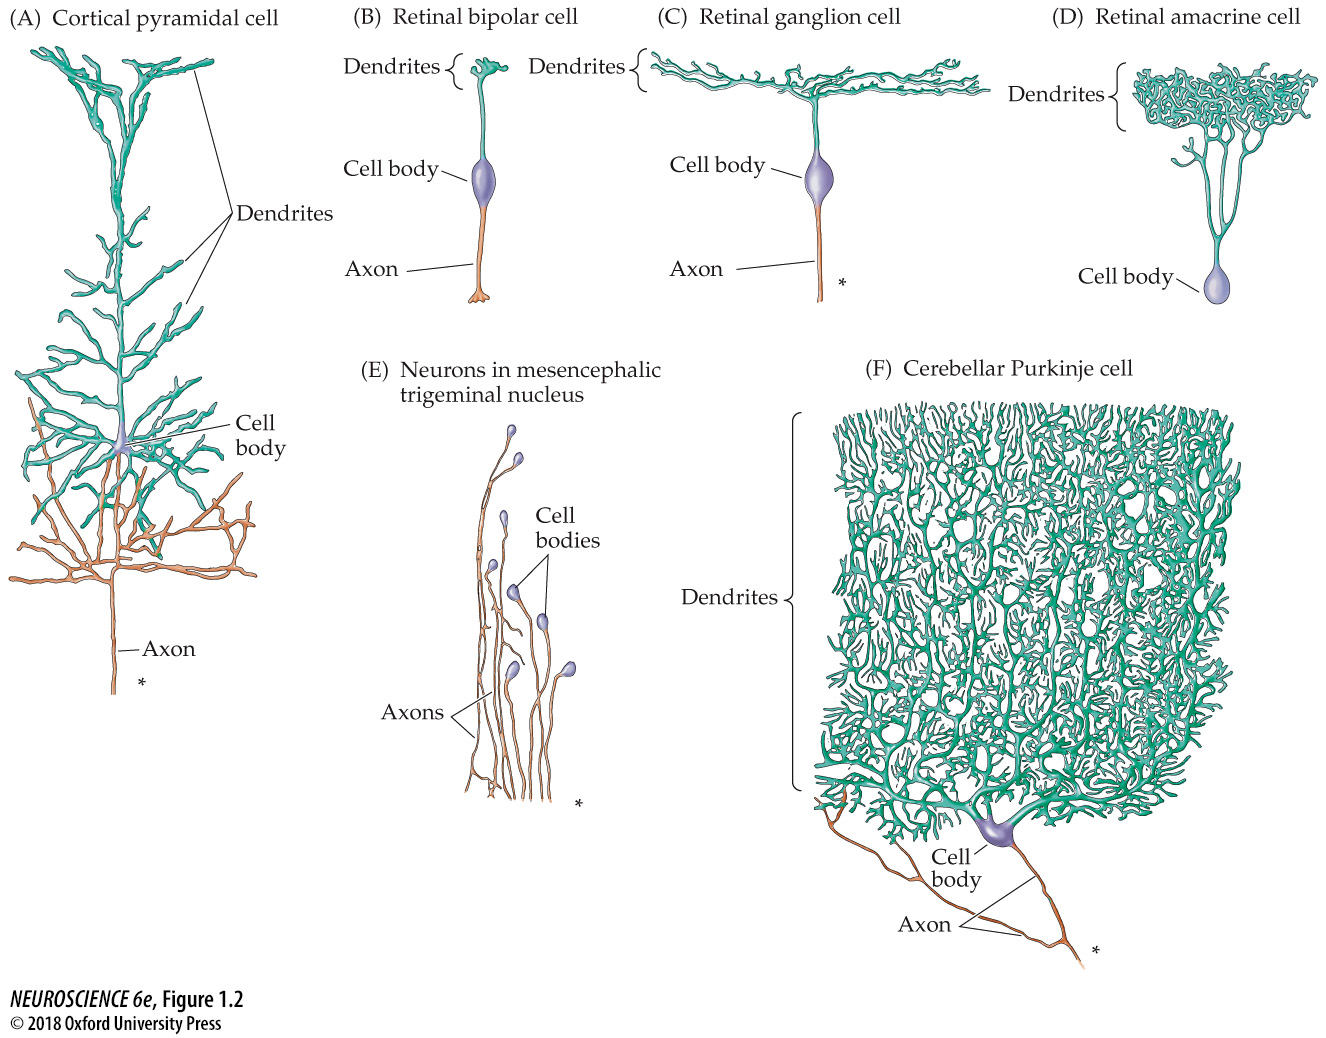 (A) Cortical pyramidal cell
Dendrites
Cell
body
Axon
*
(B) Retinal bipolar cell
Dendrites
Cell body
Axon
(C) Retinal ganglion cell
Dendrites
Cell body
Axon
*
(D) Retinal amacrine cell
Dendrites
Cell body
(E) Neurons in mesencephalic
trigeminal nucleus
Cell
bodies
Axons
*
(F) Cerebellar Purkinje cell
Dendrites
Cell
body
Axon
*
NEUROSCIENCE 6e, Figure 1.2
© 2018 Oxford University Press